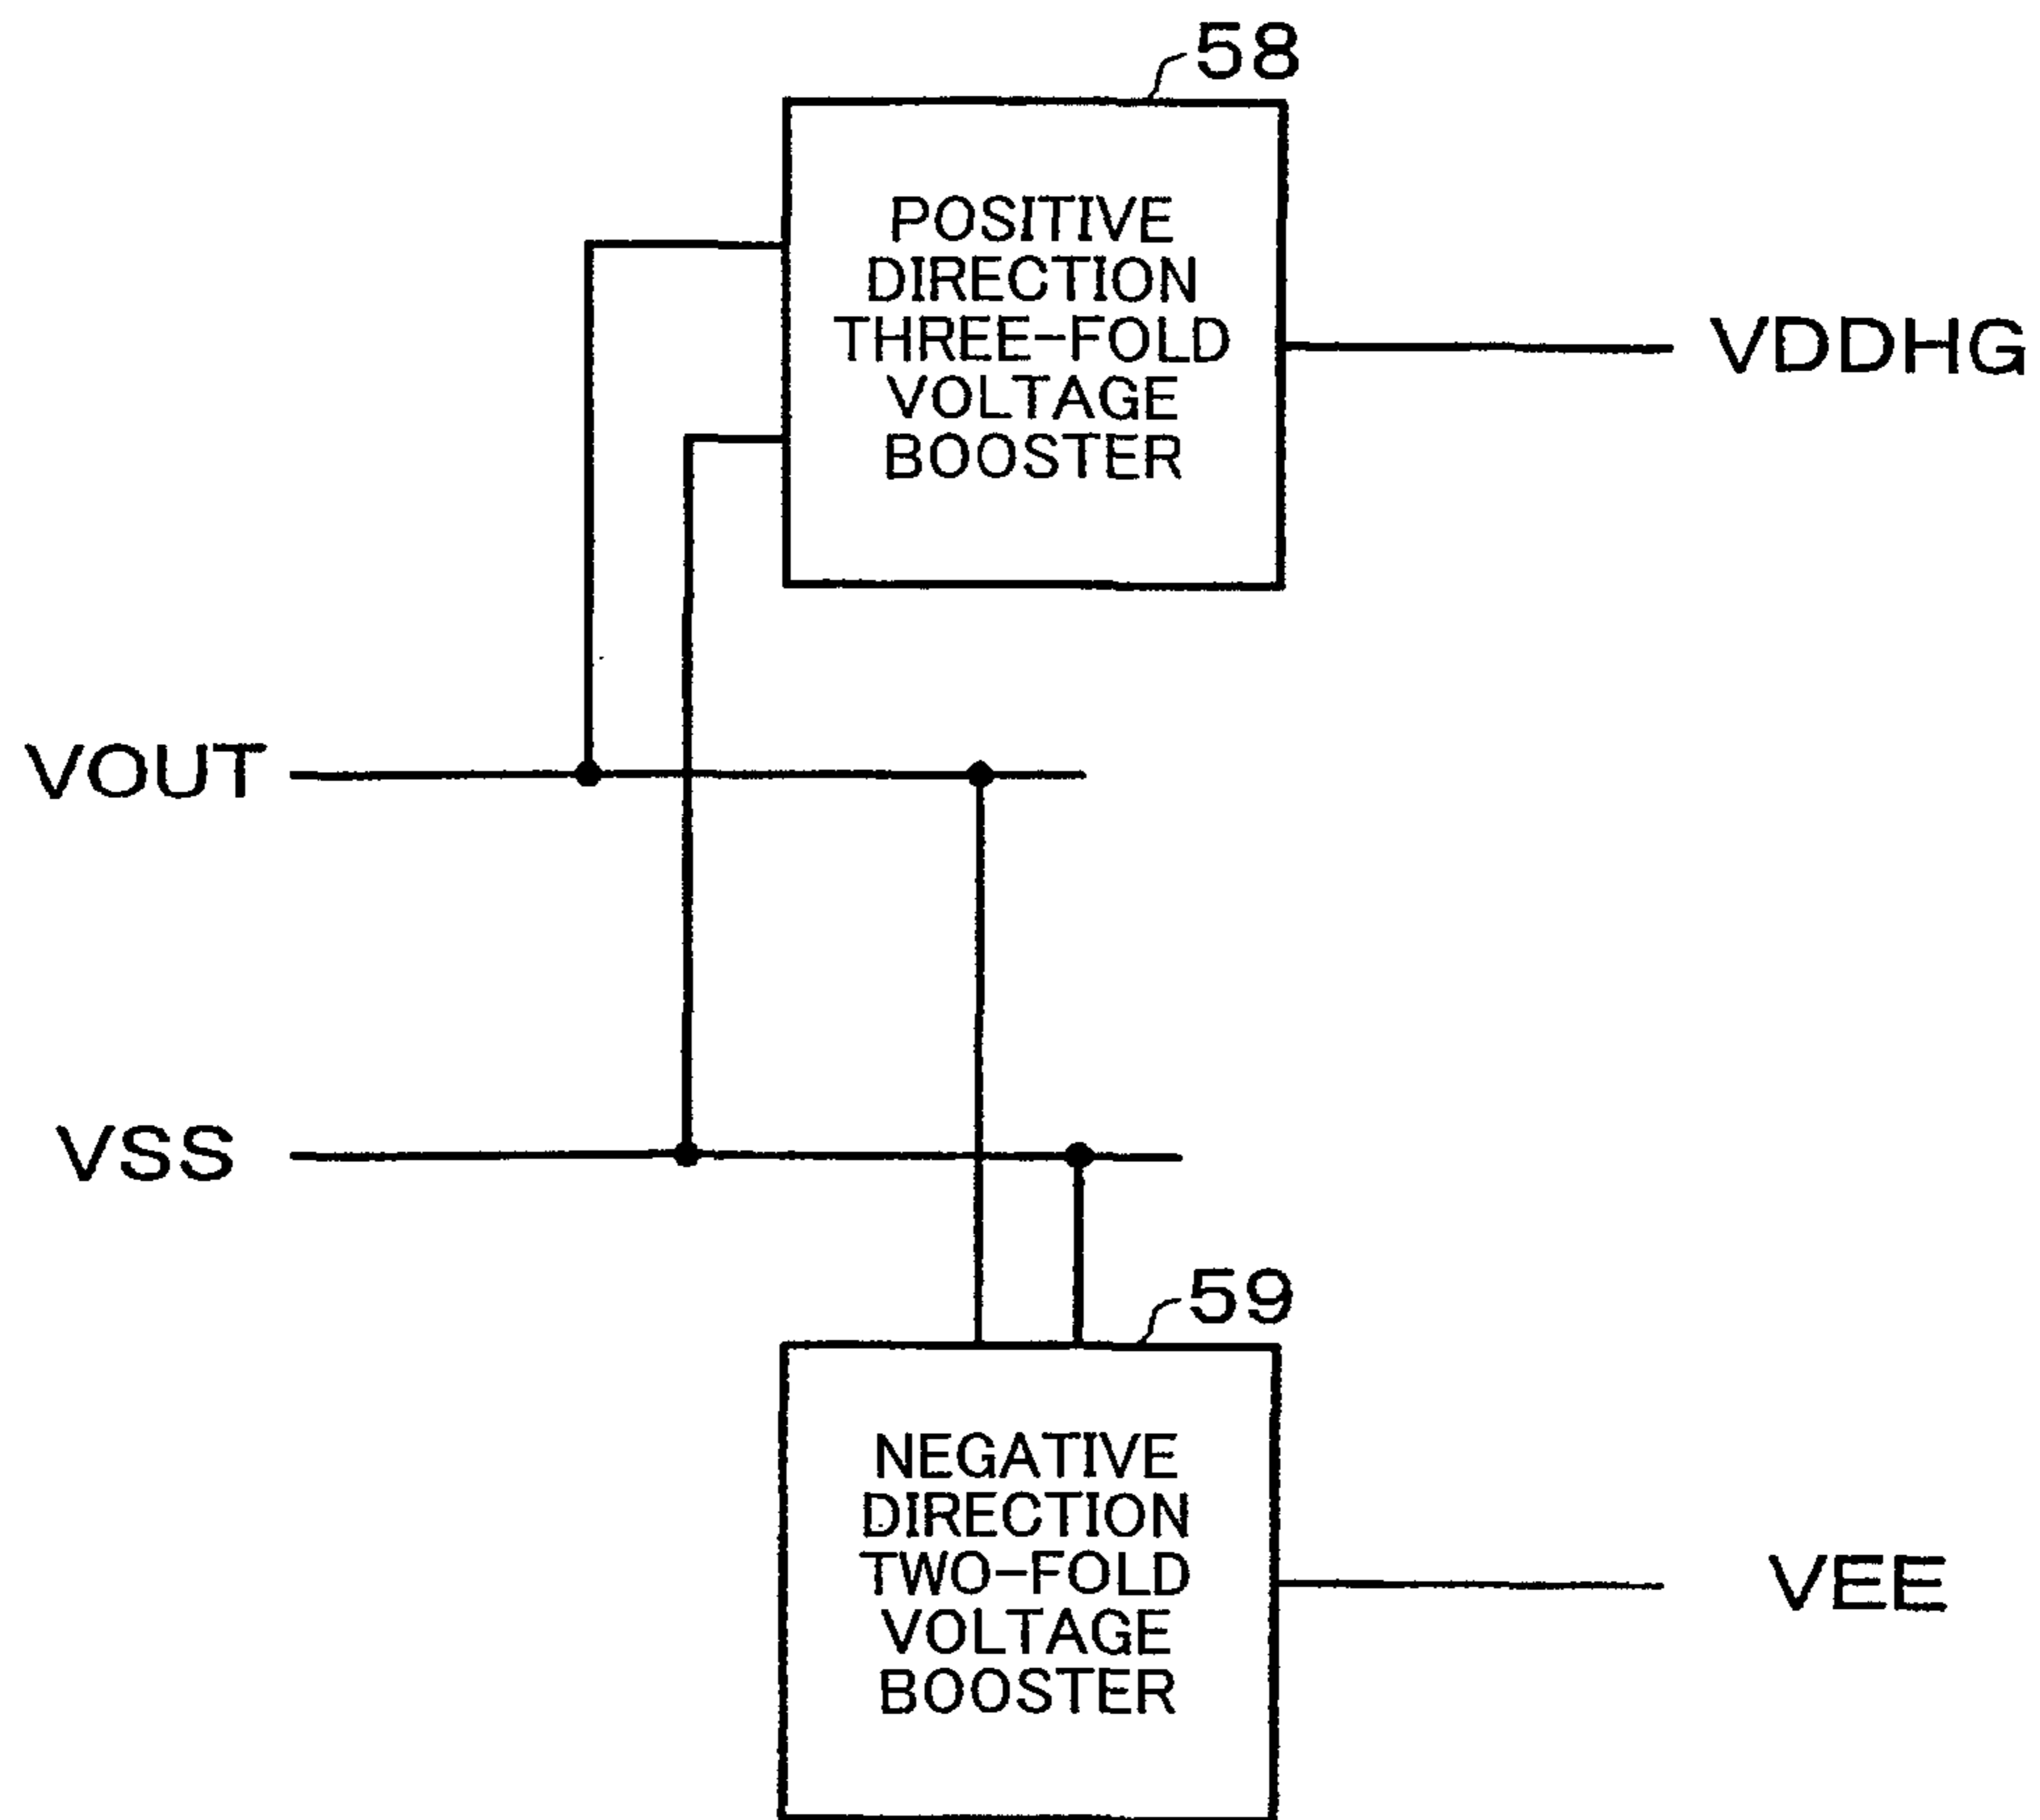 58
POSITIVE
DIRECTION
THREE-FOLD
VOLTAGE
BOOSTER
VDDHG
VOUT
VSS
59
NEGATIVE
DIRECTION
TWO-FOLD
VOLTAGE
BOOSTER
VEE